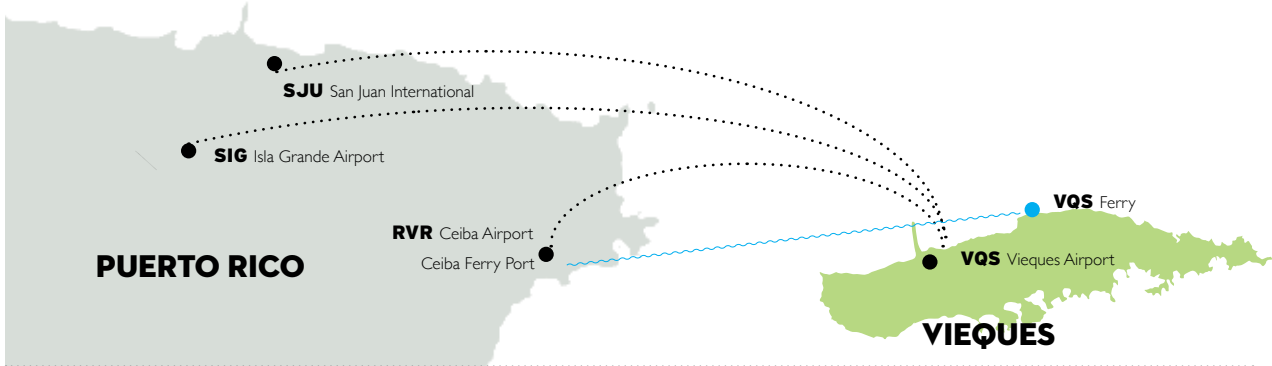 SJU San Juan International
SIG Isla Grande Airport
VQS Ferry
RVR Ceiba Airport
Ceiba Ferry Port
VQS Vieques Airport
PUERTO RICO
VIEQUES